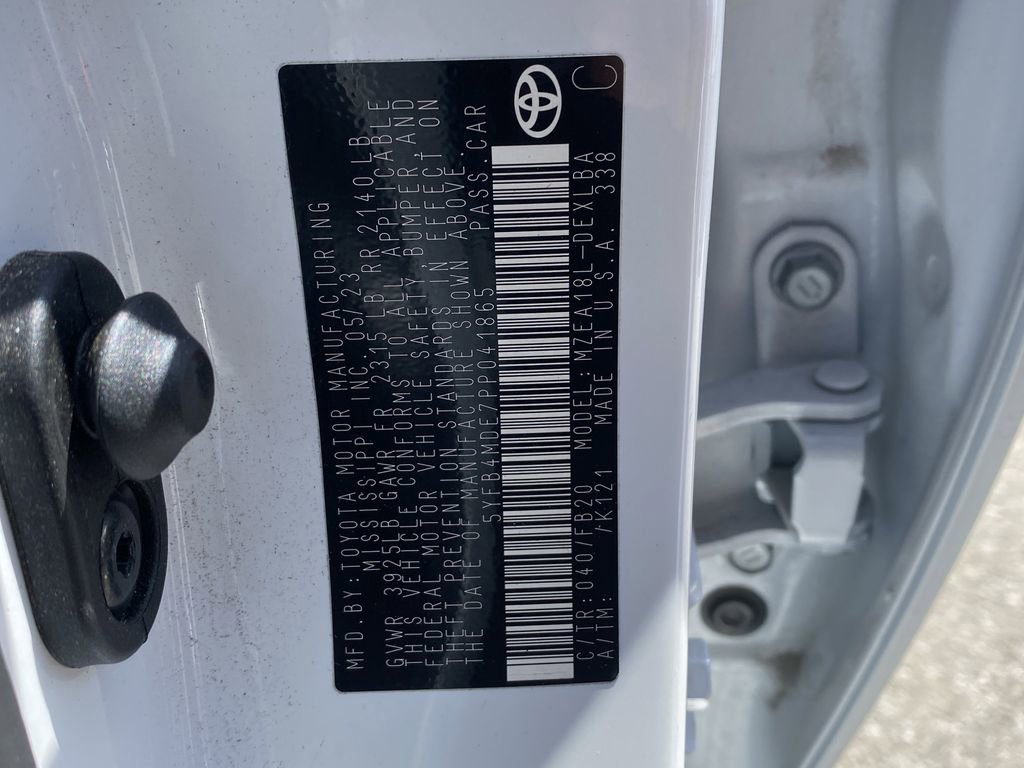 MFD.BY:TOYOTA MOTOR MANUFACTURING
MISSISSIPPI INC. 05/23
GVWR 3925LB GAWR FR 2315LB RR2140LB
THIS VEHICLE CONFORMS TO ALL APPLICABLE
FEDERAL MOTOR VEHICLE SAFETY, BUMPER, AND
THEFT PREVENTION STANDARDS IN EFFECT ON
THE DATE OF MANUFACTURE SHOWN ABOVE.
5YFB4MDE7PP041865 PASS.CAR
C/TR:040/FB20 MODEL:MZEA18L-DEXLBA
A/TM: /K121 MADE IN U.S.A. 338
C